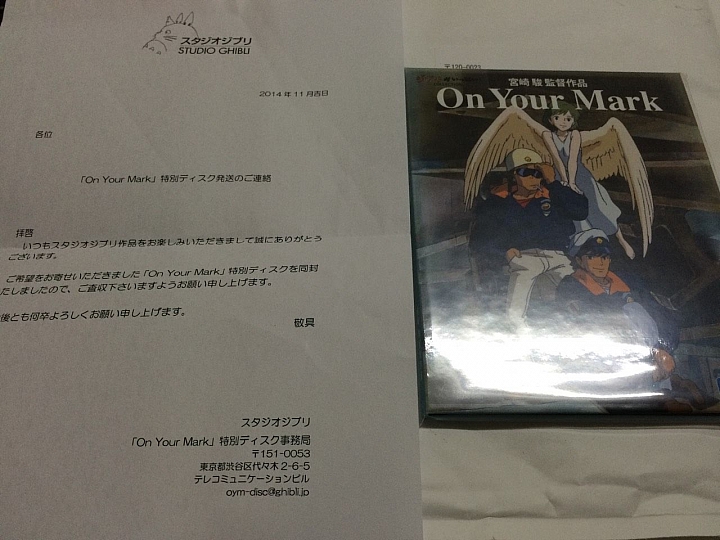 スタジオジブリ
STUDIO GHIBLI
2014年11月吉日
各位
「On Your Mark」特別ディスク発送のご連絡
拝啓
いつもスタジオジブリ作品をお楽しみいただきまして誠にありがとう
ございます。
ご希望をお寄せいただきました「On Your Mark」特別ディスクを同封
たしましたので、ご査収下さいますようお願い申し上げます。
後とも何卒よろしくお願い申し上げます。
敬具
スタジオジブリ
「On Your Mark」特別ディスク事務局
〒151-0053
東京都渋谷区代々木2-6-5
テレコミュニケーションビル
oym-disc@ghibli.jp
〒120-0023
宮崎駿監督作品
On Your Mark